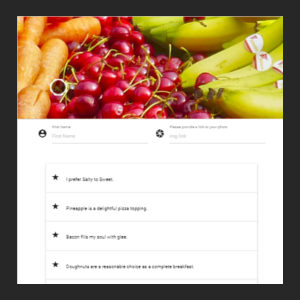 First Name
Please provide a link to your photo
First Name
img link
I prefer Salty to Sweet.
Pineapple is a delightful pizza topping.
Bacon fills my soul with glee.
Doughnuts are a reasonable choice as a complete breakfast.